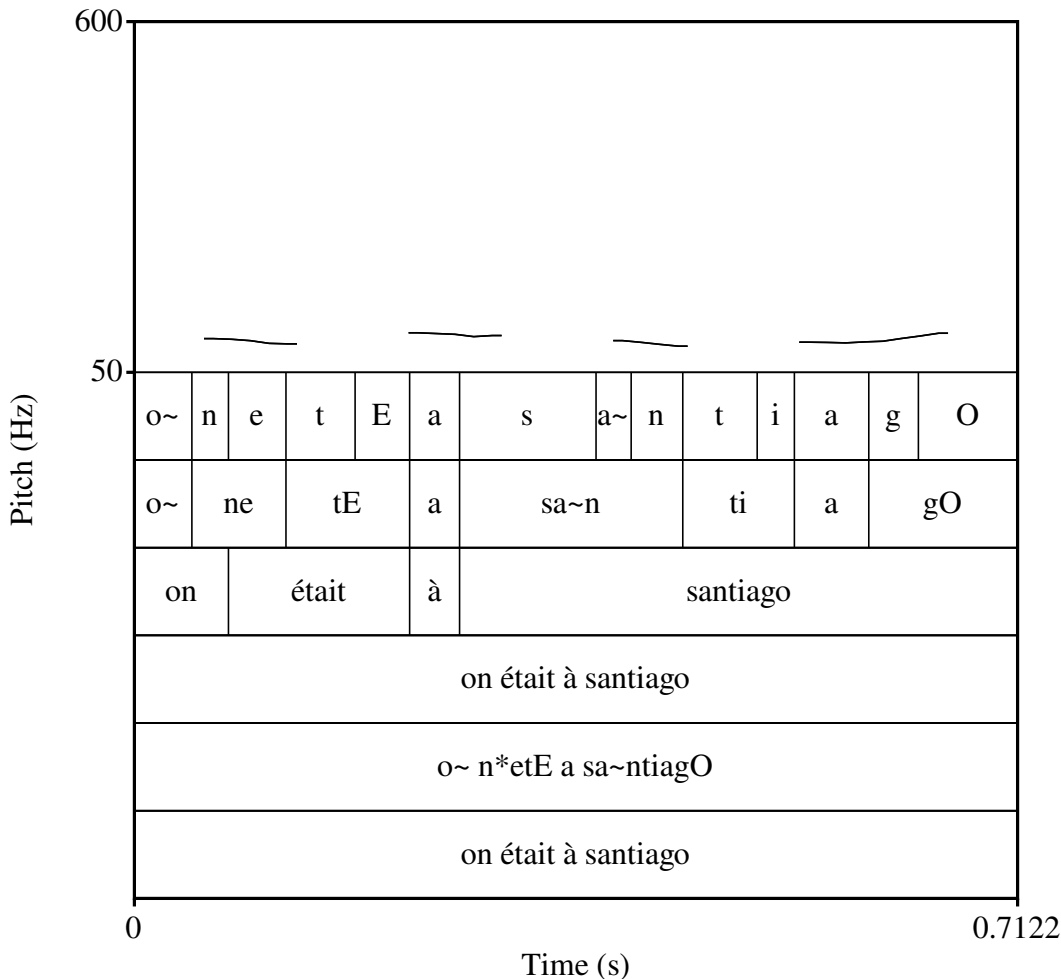 600
50
Pitch (Hz)
o~ n e t E a s a~ n t i a g O
o~ ne tE a sa~n ti a gO
on était à santiago
on était à santiago
o~ n*etE a sa~ntiagO
on était à santiago
0 0.7122
Time (s)